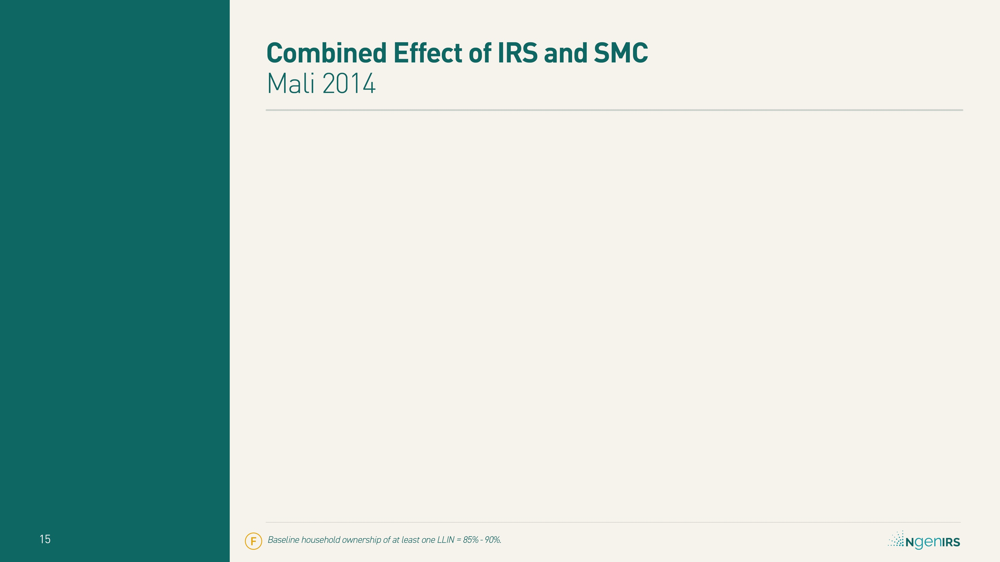 Combined Effect of IRS and SMC
Mali 2014
15
F
Baseline household ownership of at least one LLIN = 85% - 90%.
NgenIRS